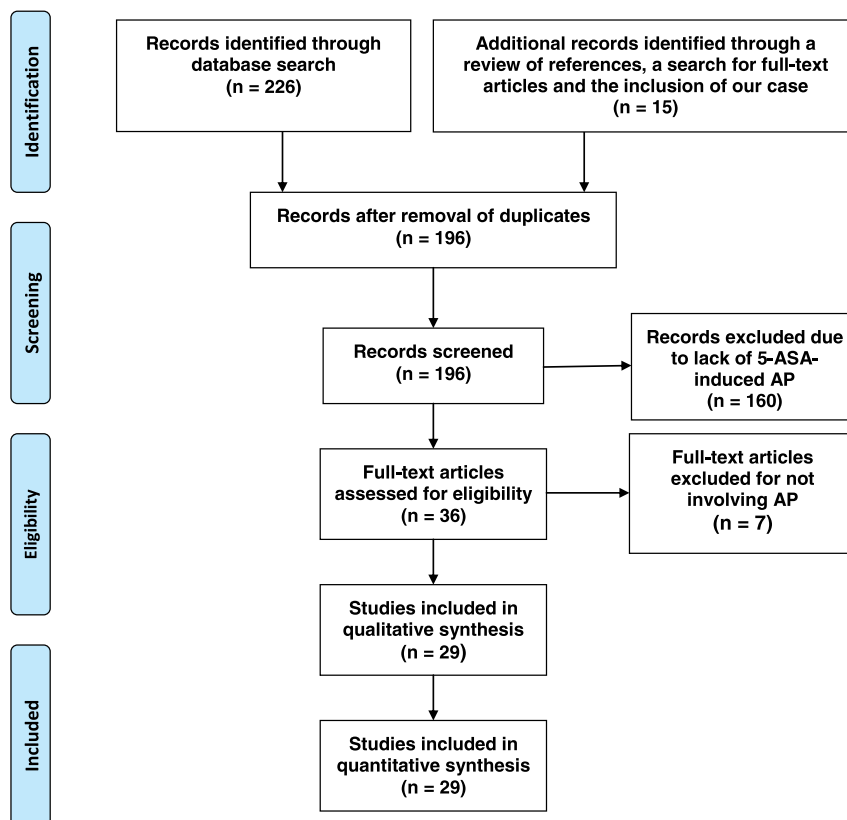 Identification
Records identified through
database search
(n = 226)
Additional records identified through a
review of references, a search for full-text
articles and the inclusion of our case
(n = 15)
Records after removal of duplicates
(n = 196)
Screening
Records screened
(n = 196)
Records excluded due
to lack of 5-ASA-
induced AP
(n = 160)
Eligibility
Full-text articles
assessed for eligibility
(n = 36)
Full-text articles
excluded for not
involving AP
(n = 7)
Studies included in
qualitative synthesis
(n = 29)
Included
Studies included in
quantitative synthesis
(n = 29)